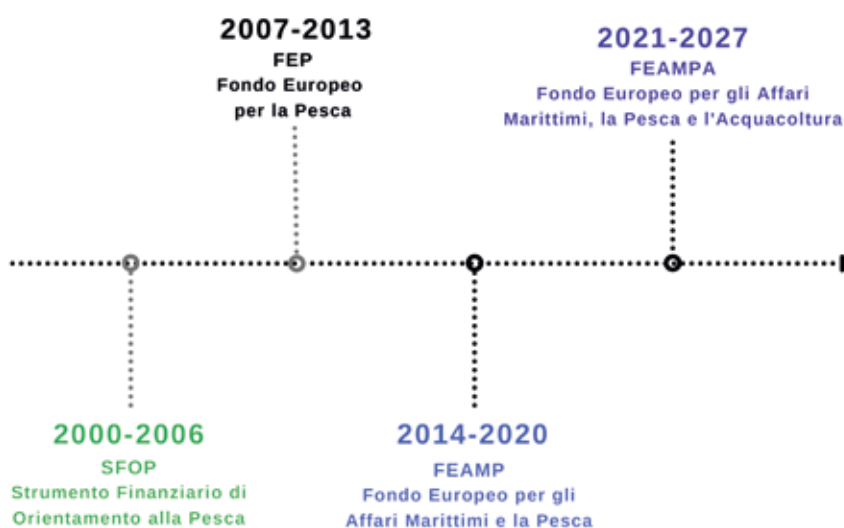 2007-2013
FEP
Fondo Europeo
per la Pesca
2021-2027
FEAMPA
Fondo Europeo per gli Affari
Marittimi, la Pesca e l'Acquacoltura
2000-2006
SFOP
Strumento Finanziario di
Orientamento alla Pesca
2014-2020
FEAMP
Fondo Europeo per gli
Affari Marittimi e la Pesca